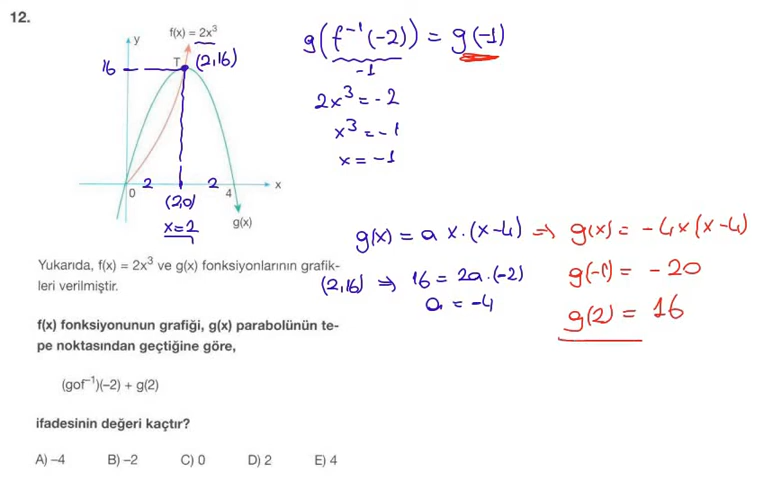 12.
f(x) = 2x³
y
16
T
(2,16)
0
2
2
4
x
(2,0)
x=2
g(x)
g(f⁻¹(-2)) = g(-1)
-1
2x³ = -2
x³ = -1
x = -1
g(x) = a x.(x-4) ⇒ g(x) = -4x(x-4)
(2,16) ⇒ 16 = 2a.(-2)
a = -4
g(-1) = -20
g(2) = 16
Yukarıda, f(x) = 2x³ ve g(x) fonksiyonlarının grafik-
leri verilmiştir.
f(x) fonksiyonunun grafiği, g(x) parabolünün te-
pe noktasından geçtiğine göre,
(gof⁻¹)(–2) + g(2)
ifadesinin değeri kaçtır?
A) –4 B) –2 C) 0 D) 2 E) 4